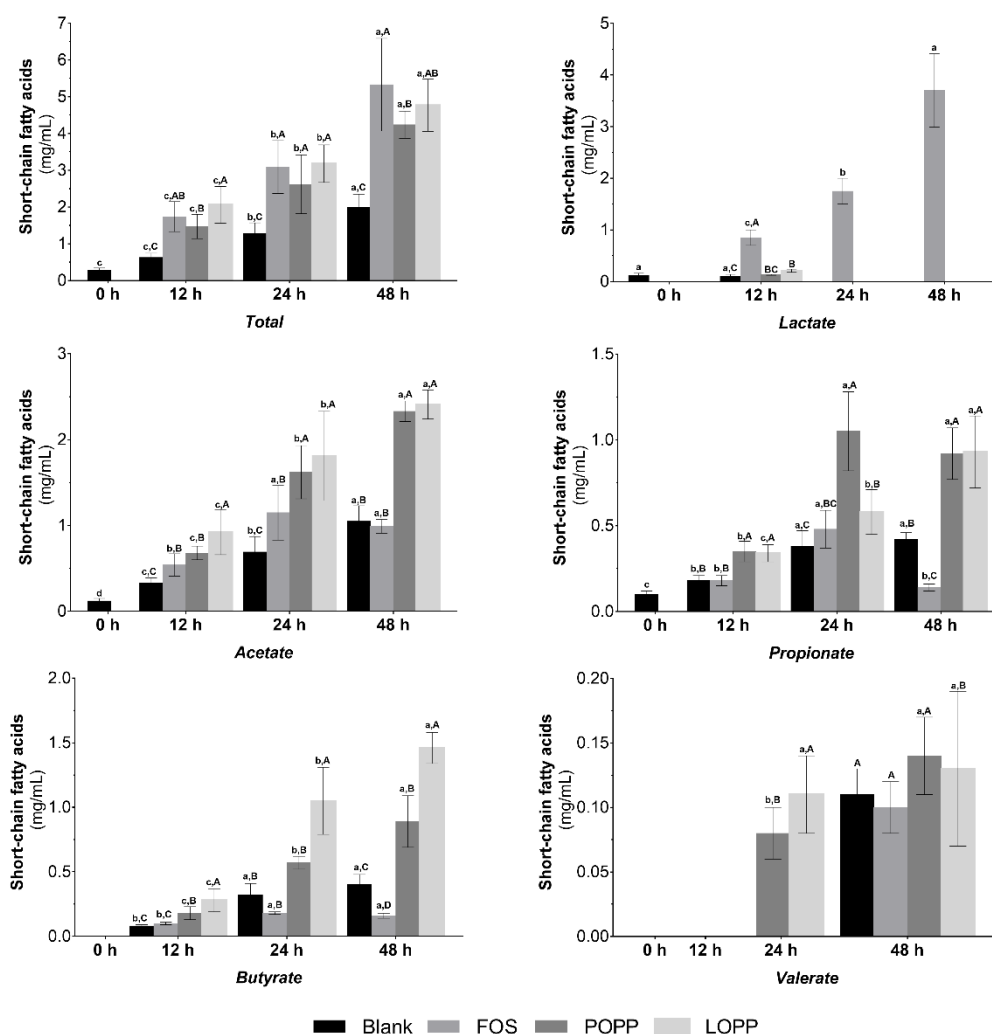 Short-chain fatty acids
(mg/mL)
7
6
5
4
3
2
1
0
c
c,C
c,AB
c,B
c,A
b,C
b,A
b,A
b,A
a,C
a,A
a,B
a,AB
0 h 12 h 24 h 48 h
Total
Short-chain fatty acids
(mg/mL)
5
4
3
2
1
0
a
a,C
c,A
BC
B
b
a
0 h 12 h 24 h 48 h
Lactate
Short-chain fatty acids
(mg/mL)
3
2
1
0
d
c,C
b,B
c,B
c,A
b,C
a,B
b,A
b,A
a,B
a,B
a,A
a,A
0 h 12 h 24 h 48 h
Acetate
Short-chain fatty acids
(mg/mL)
1.5
1.0
0.5
0.0
c
b,B
b,B
b,A
c,A
a,C
a,BC
a,A
b,B
a,B
b,C
a,A
a,A
0 h 12 h 24 h 48 h
Propionate
Short-chain fatty acids
(mg/mL)
2.0
1.5
1.0
0.5
0.0
b,C
b,C
c,B
c,A
a,B
a,B
b,B
b,A
a,C
a,D
a,B
a,A
0 h 12 h 24 h 48 h
Butyrate
Short-chain fatty acids
(mg/mL)
0.20
0.15
0.10
0.05
0.00
b,B
a,A
A
A
a,A
a,B
0 h 12 h 24 h 48 h
Valerate
Blank FOS POPP LOPP